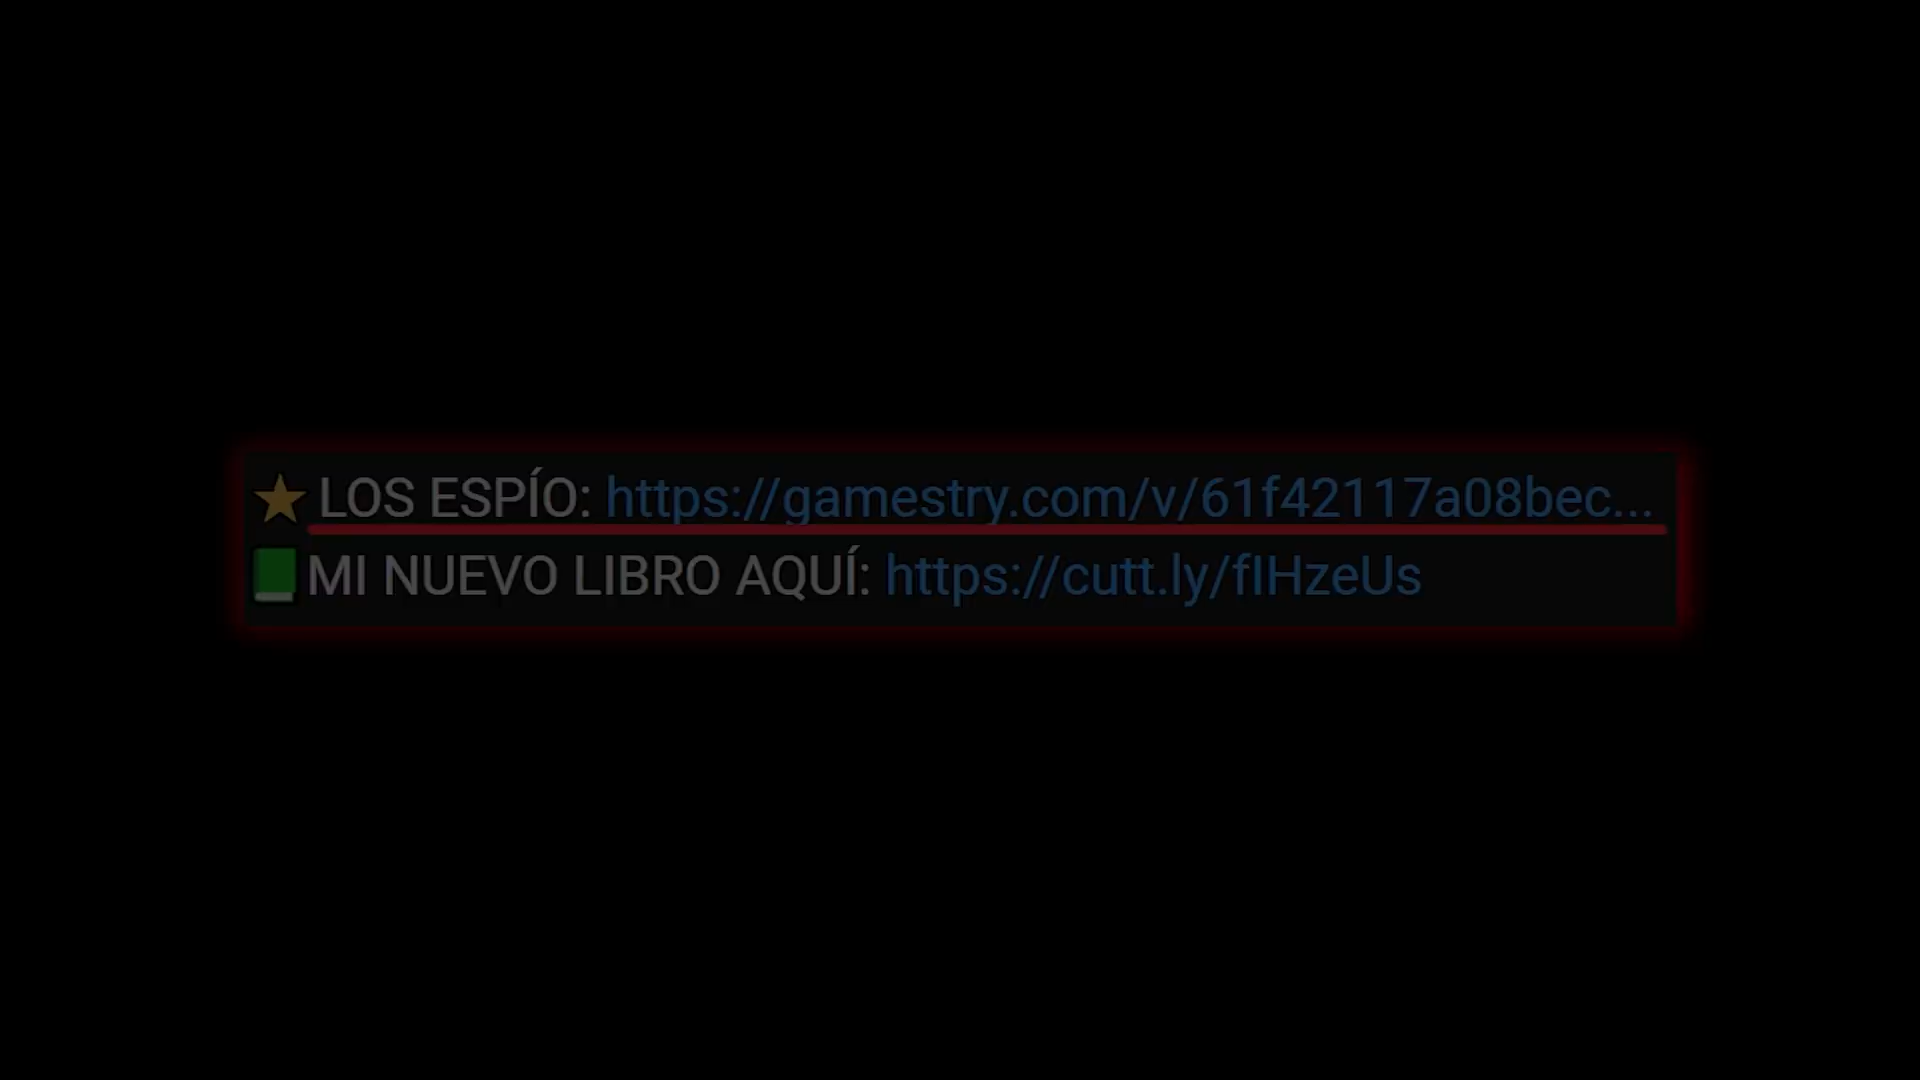 LOS ESPÍO: https://gamestry.com/v/61f42117a08bec...
MI NUEVO LIBRO AQUÍ: https://cutt.ly/fIHzeUs